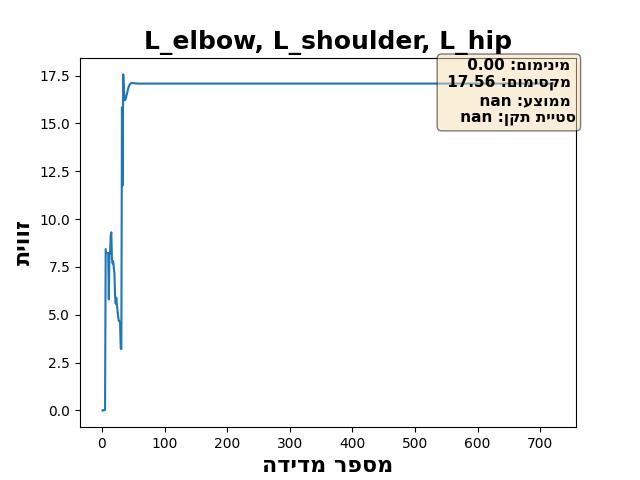 L_elbow, L_shoulder, L_hip
מינימום: 0.00
מקסימום: 17.56
ממוצע: nan
סטיית תקן: nan
17.5
15.0
12.5
10.0
7.5
5.0
2.5
0.0
זווית
0 100 200 300 400 500 600 700
מספר מדידה